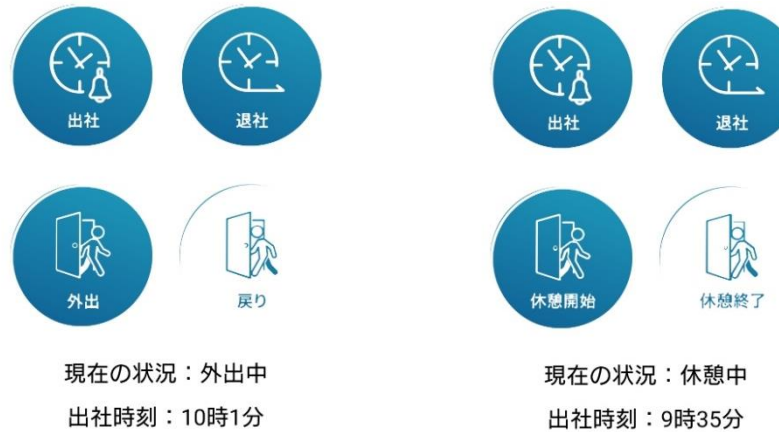 出社
退社
外出
戻り
現在の状況：外出中
出社時刻：10時1分
出社
退社
休憩開始
休憩終了
現在の状況：休憩中
出社時刻：9時35分